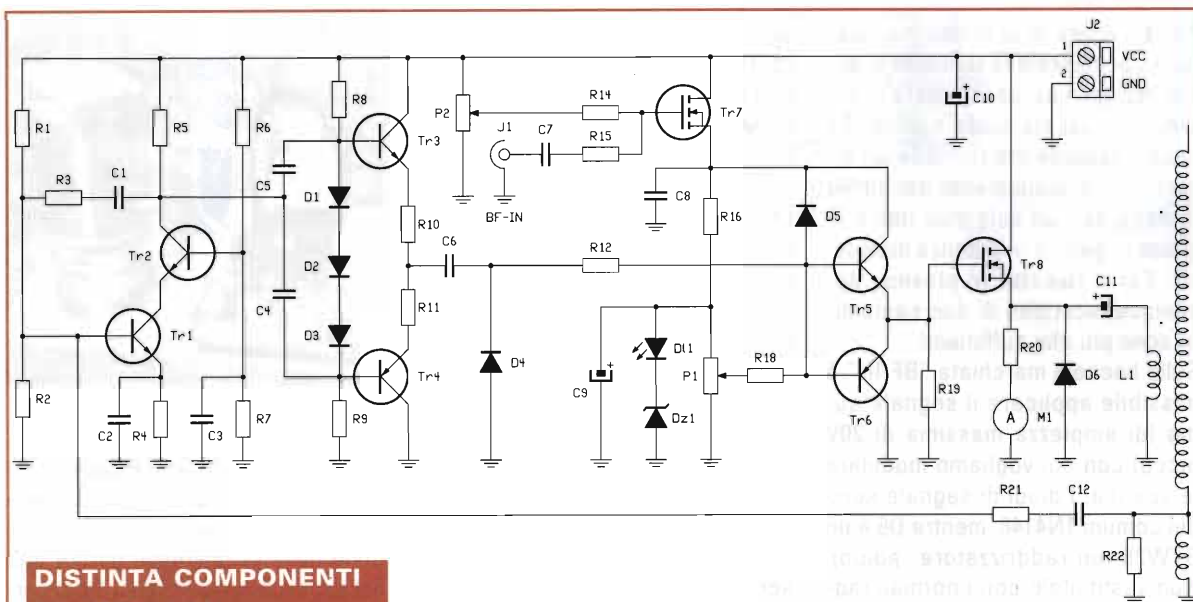 J2
1
VCC
2
GND
C10
R1
R5
R6
R8
Tr3
P2
J1
R14
C7
R15
Tr7
R3
C1
C5
D1
R10
BF-IN
C8
R16
D5
Tr2
D2
C6
R12
Tr8
C11
R11
Tr5
Tr1
C4
D3
Tr4
D4
Dl1
P1
R18
R20
D6
L1
C9
Dz1
Tr6
R19
A
M1
R2
C2
R4
C3
R7
R9
R21
C12
R22
DISTINTA COMPONENTI